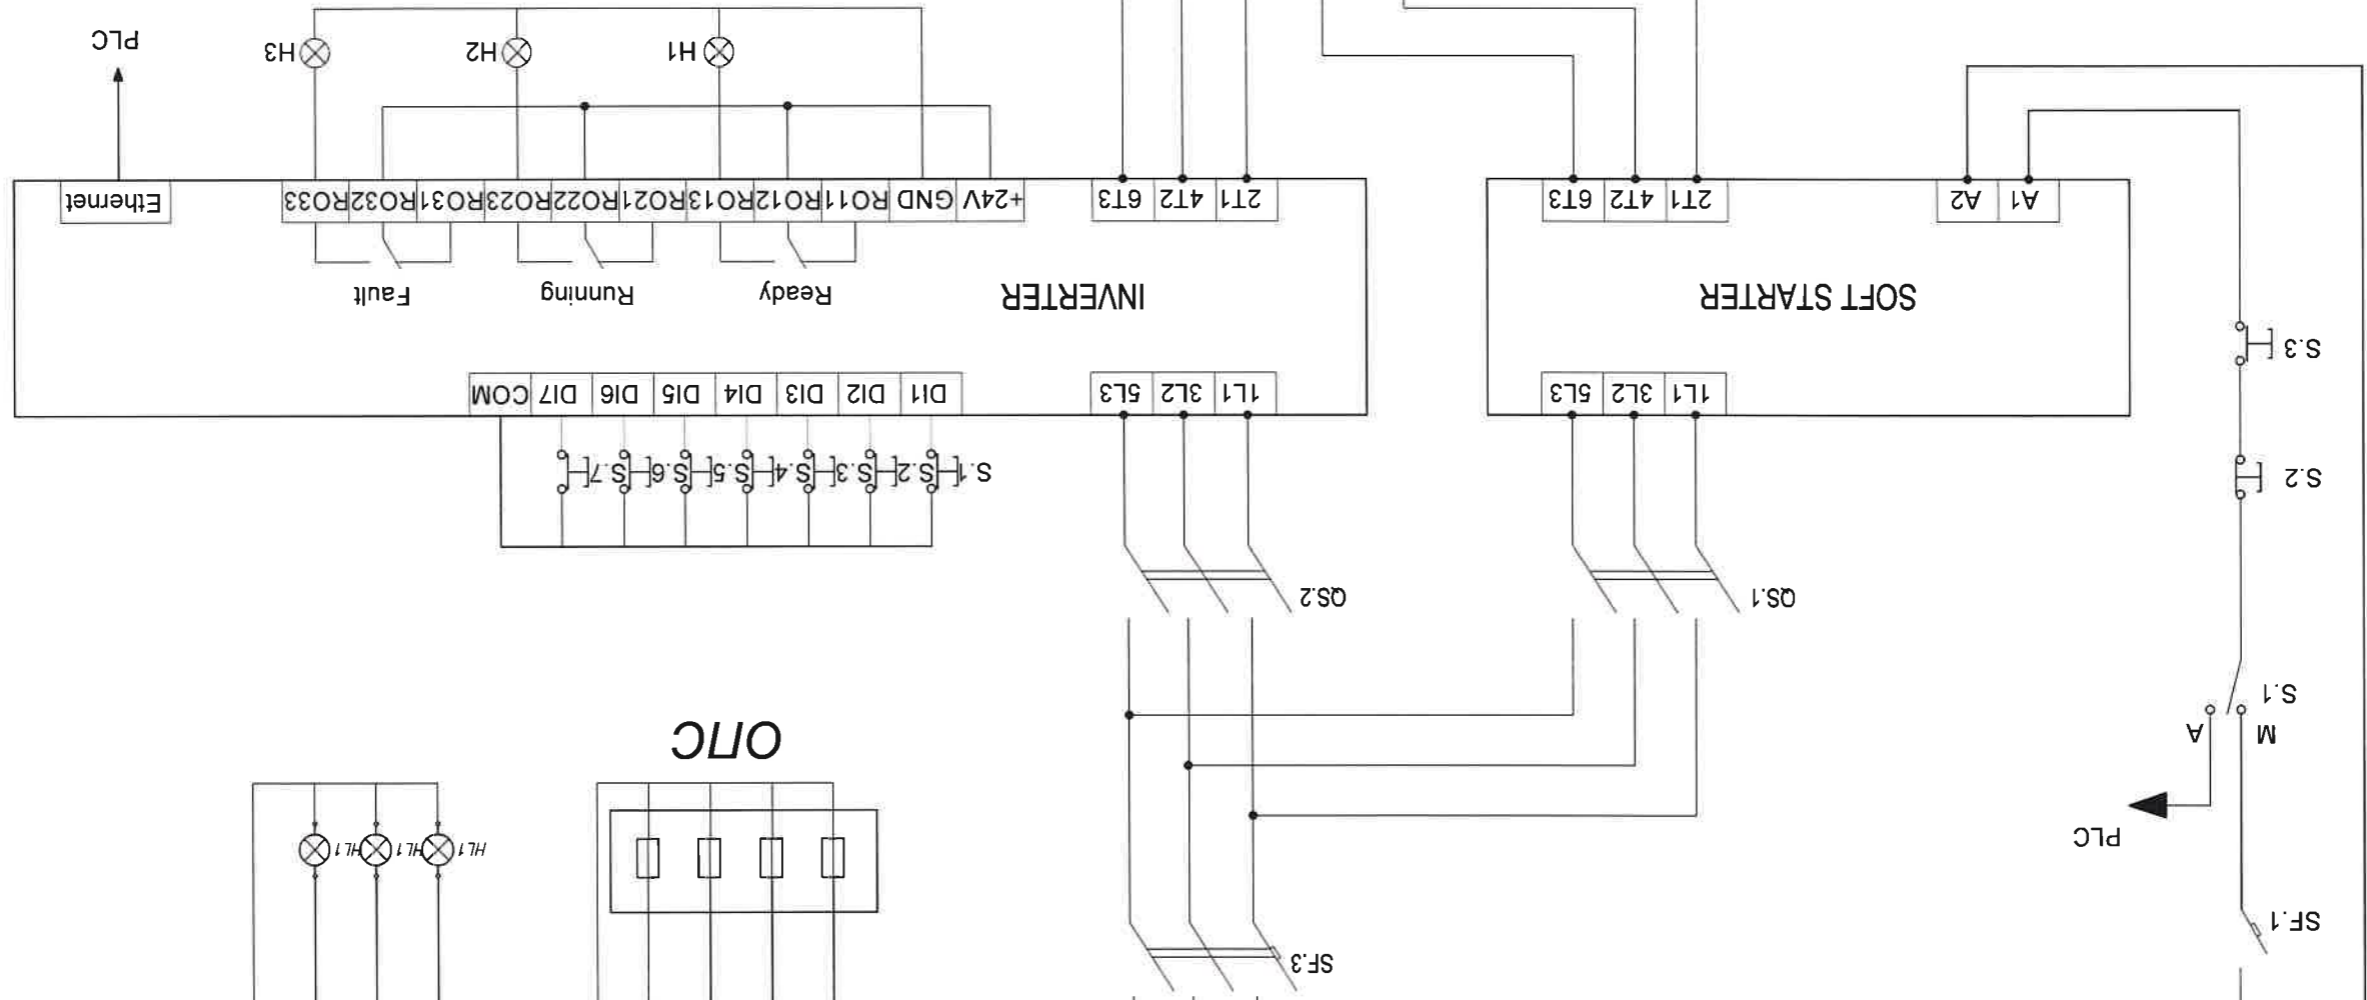 SF.3
SF.1
HL1 HL1 HL1
PLC
ОПС
M A
S.1
QS.1
QS.2
S.2
S.1 S.2 S.3 S.4 S.5 S.6 S.7
1L1 3L2 5L3
1L1 3L2 5L3
DI1 DI2 DI3 DI4 DI5 DI6 DI7 COM
S.3
SOFT STARTER
INVERTER
Ready Running Fault
A1 A2
2T1 4T2 6T3
2T1 4T2 6T3
+24V GND RO11 RO12 RO13 RO21 RO22 RO23 RO31 RO32 RO33
Ethernet
H1 H2 H3
PLC